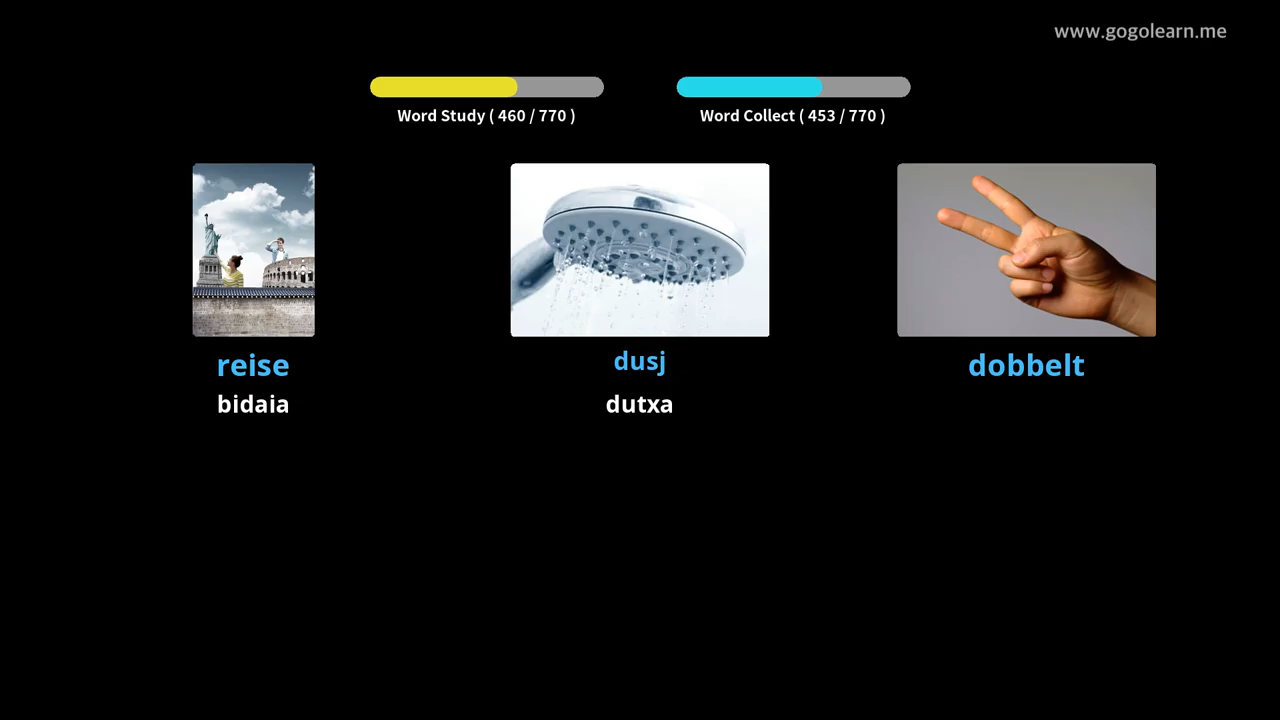 www.gogolearn.me
Word Study ( 460 / 770 )
Word Collect ( 453 / 770 )
reise
bidaia
dusj
dutxa
dobbelt